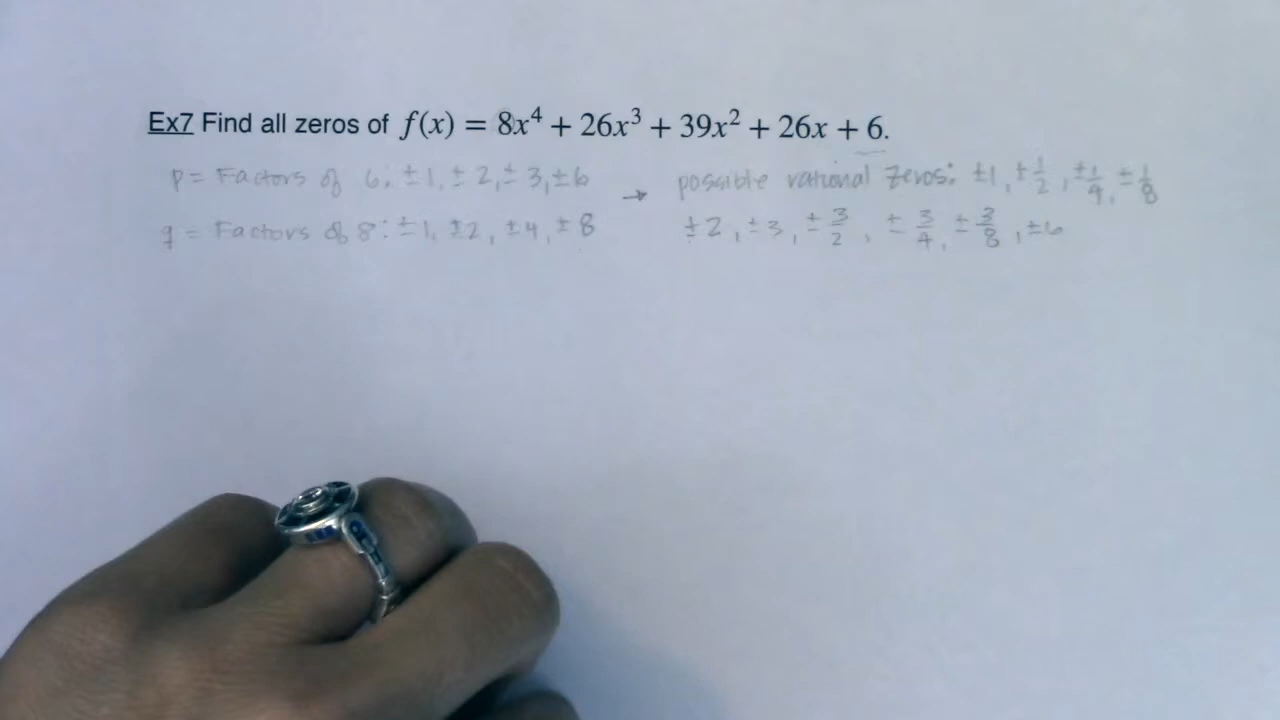 Ex7 Find all zeros of f(x) = 8x⁴ + 26x³ + 39x² + 26x + 6.
p = Factors of 6: ±1, ±2, ±3, ±6 → possible rational zeros: ±1, ±1/2, ±1/4, ±1/8
q = Factors of 8: ±1, ±2, ±4, ±8 ±2, ±3, ±3/2, ±3/4, ±3/8, ±6